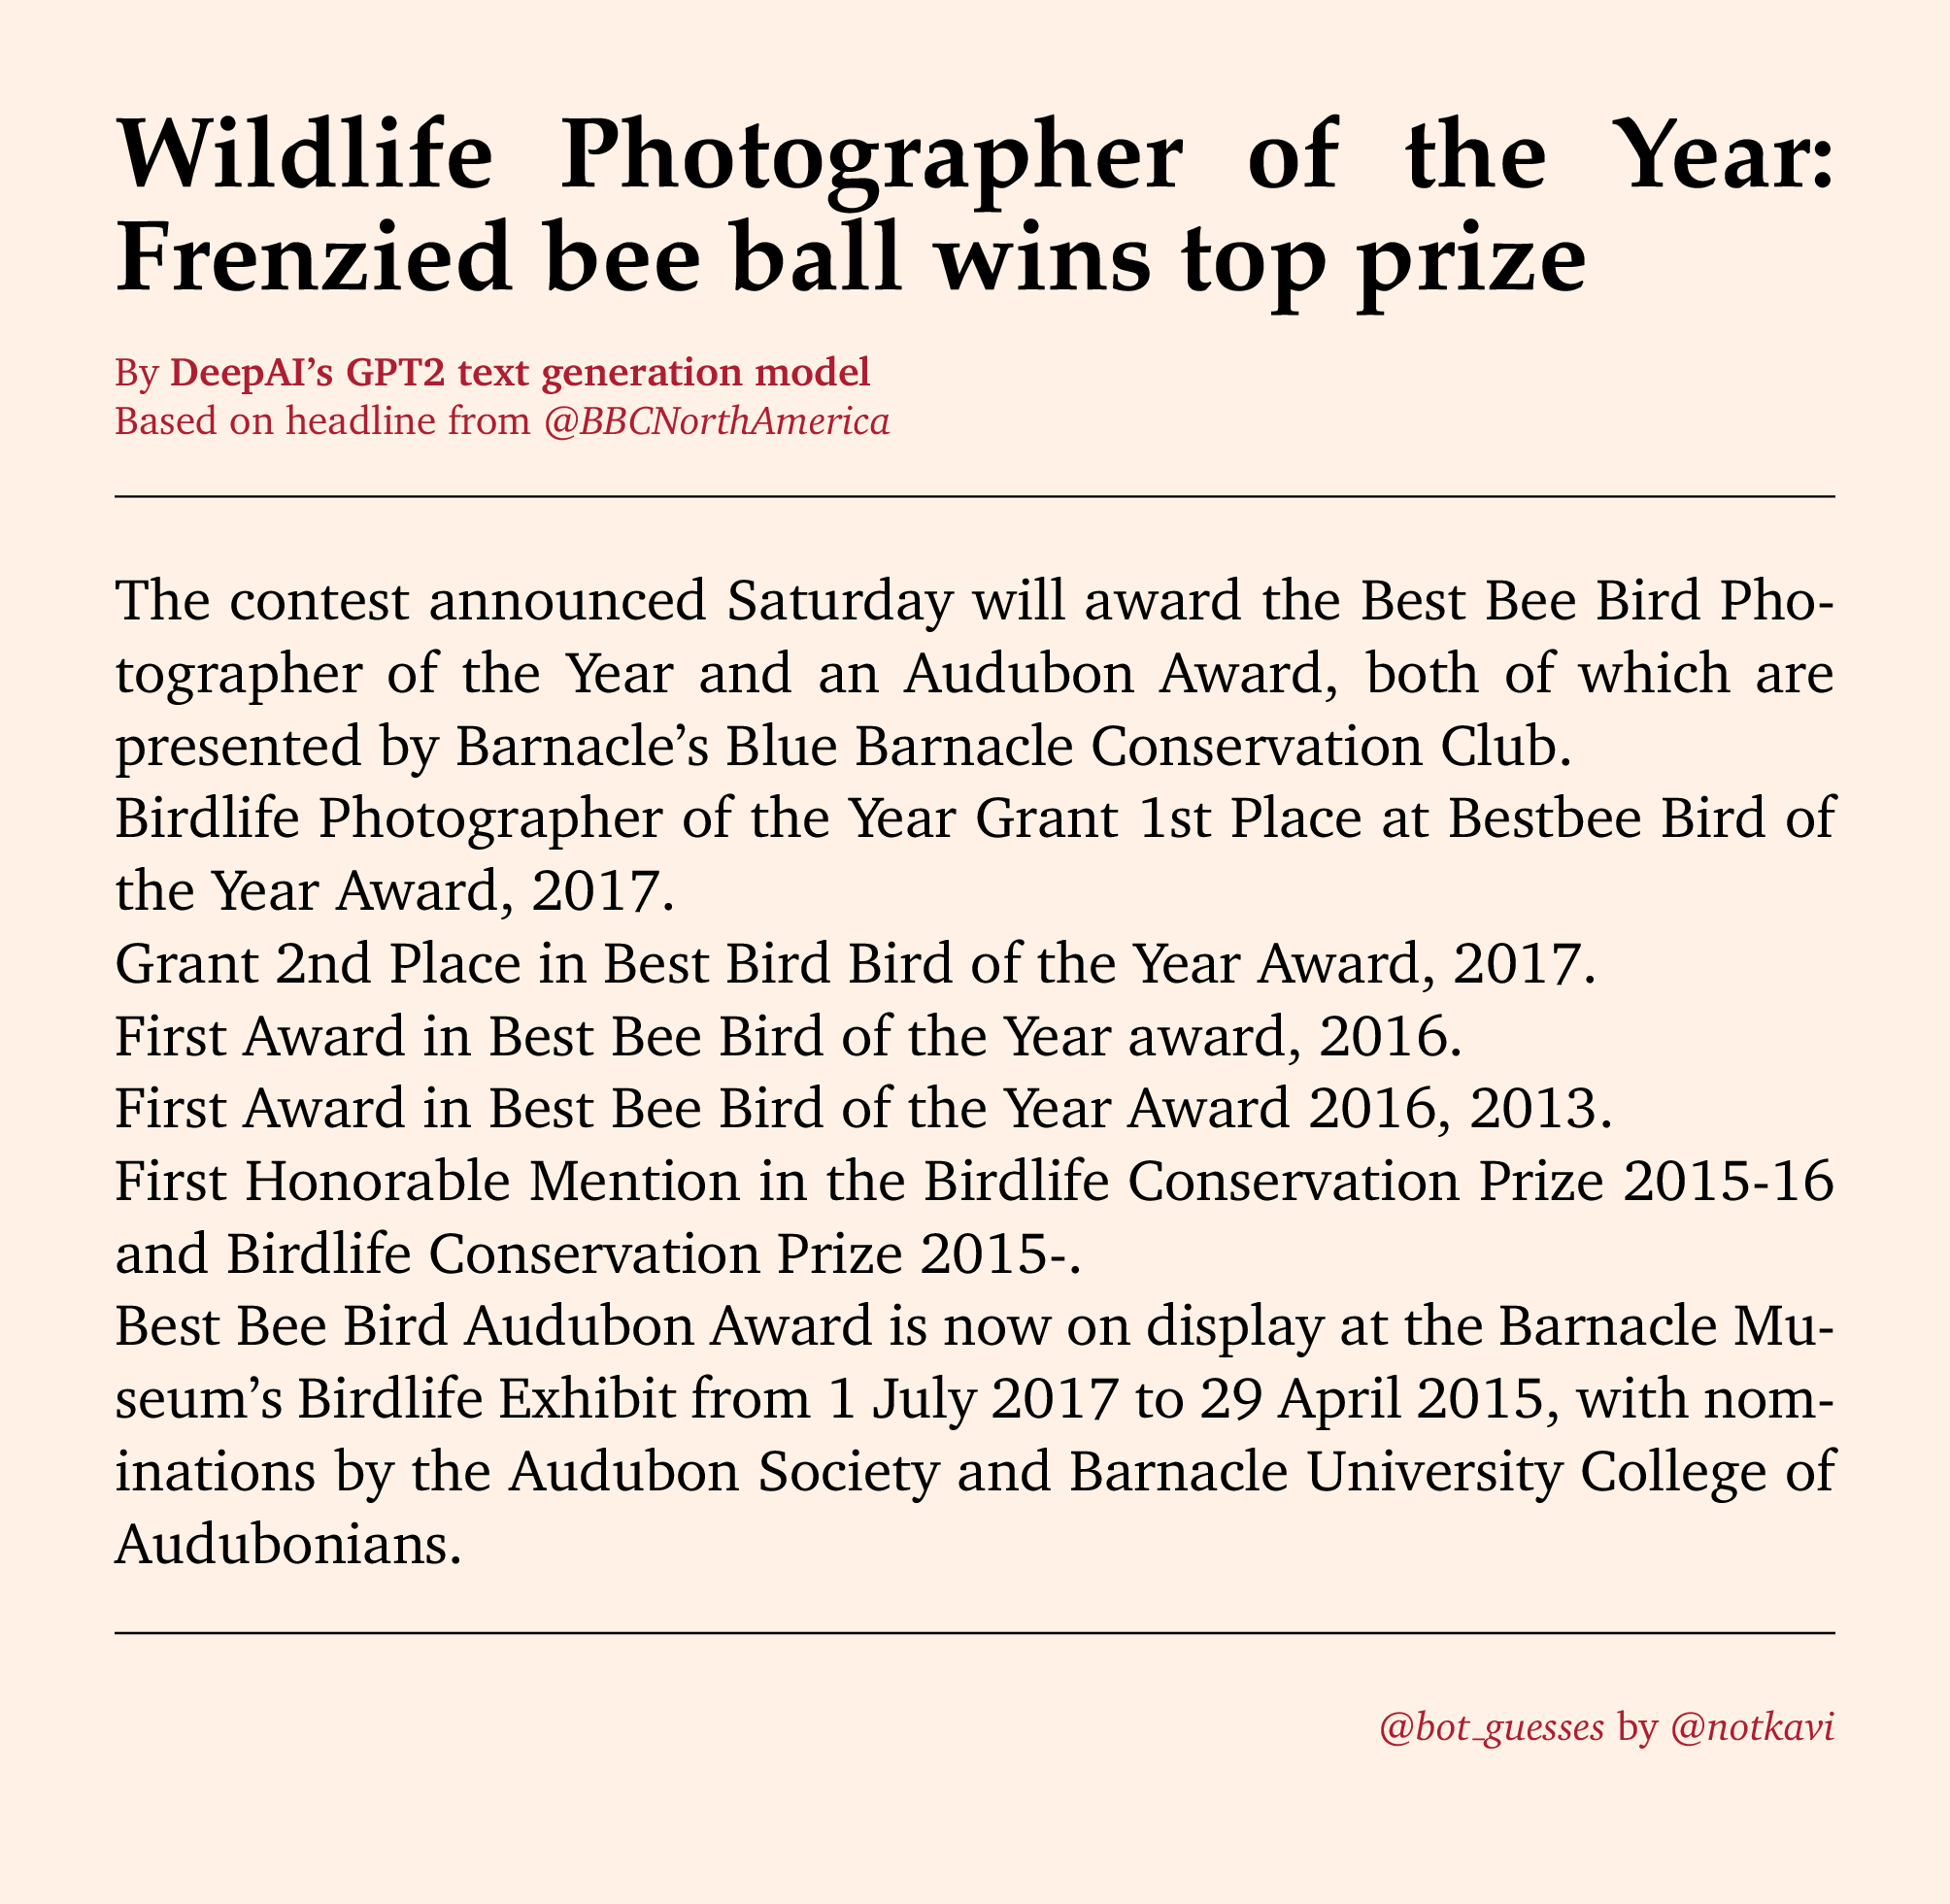 Wildlife Photographer of the Year:
Frenzied bee ball wins top prize
By DeepAI’s GPT2 text generation model
Based on headline from @BBCNorthAmerica
The contest announced Saturday will award the Best Bee Bird Pho-
tographer of the Year and an Audubon Award, both of which are
presented by Barnacle’s Blue Barnacle Conservation Club.
Birdlife Photographer of the Year Grant 1st Place at Bestbee Bird of
the Year Award, 2017.
Grant 2nd Place in Best Bird Bird of the Year Award, 2017.
First Award in Best Bee Bird of the Year award, 2016.
First Award in Best Bee Bird of the Year Award 2016, 2013.
First Honorable Mention in the Birdlife Conservation Prize 2015-16
and Birdlife Conservation Prize 2015-.
Best Bee Bird Audubon Award is now on display at the Barnacle Mu-
seum’s Birdlife Exhibit from 1 July 2017 to 29 April 2015, with nom-
inations by the Audubon Society and Barnacle University College of
Audubonians.
@bot_guesses by @notkavi